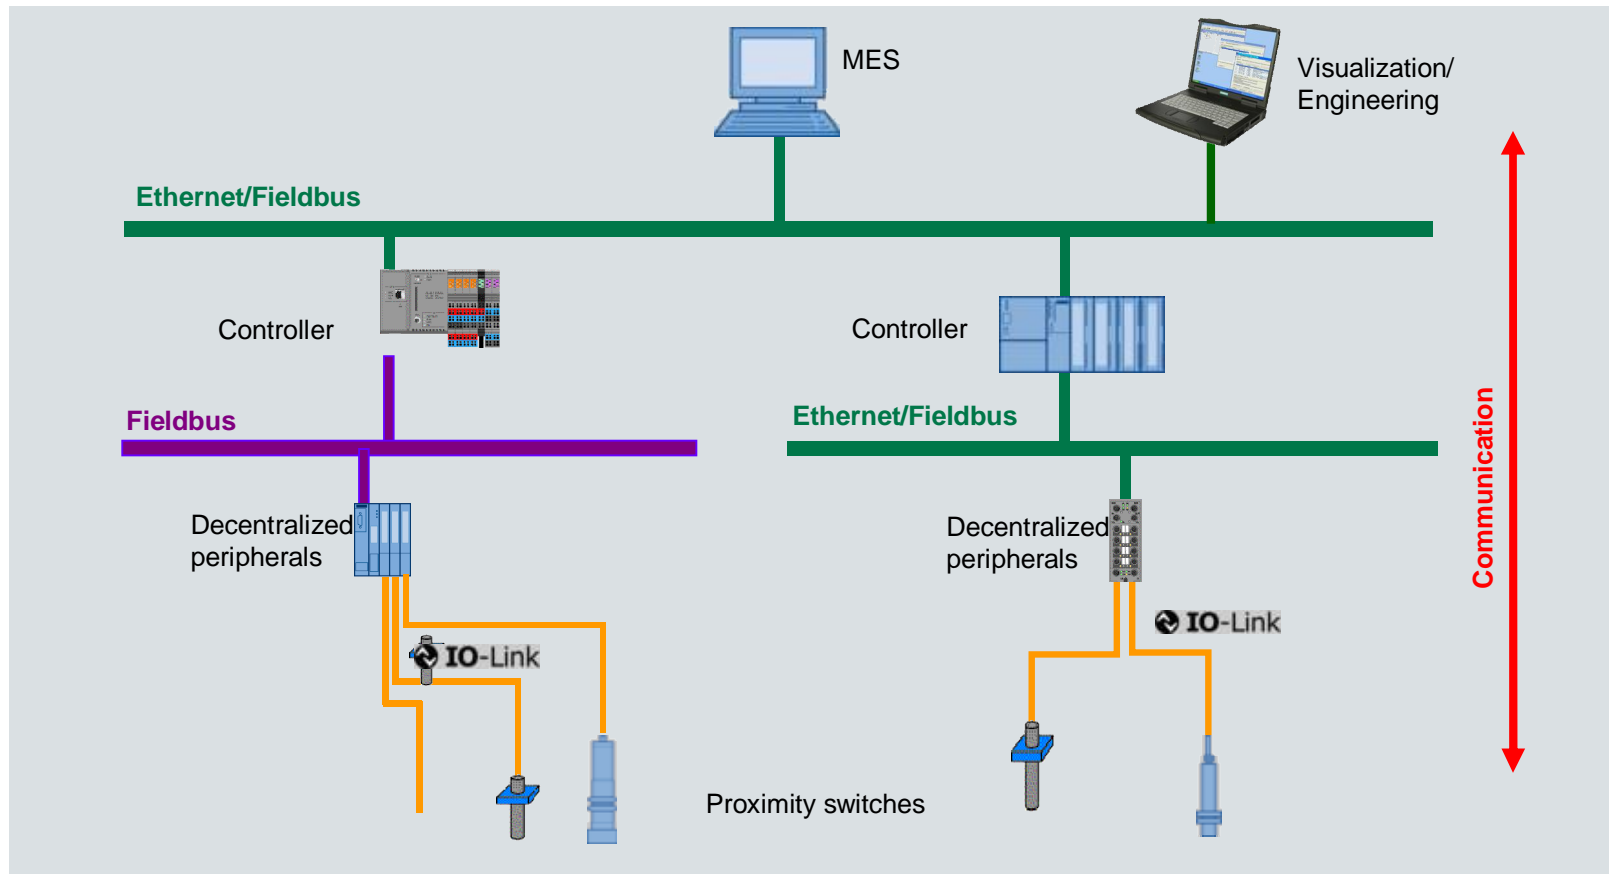 MES
Visualization/
Engineering
Ethernet/Fieldbus
Controller
Controller
Fieldbus
Ethernet/Fieldbus
Communication
Decentralized
peripherals
Decentralized
peripherals
IO-Link
IO-Link
Proximity switches